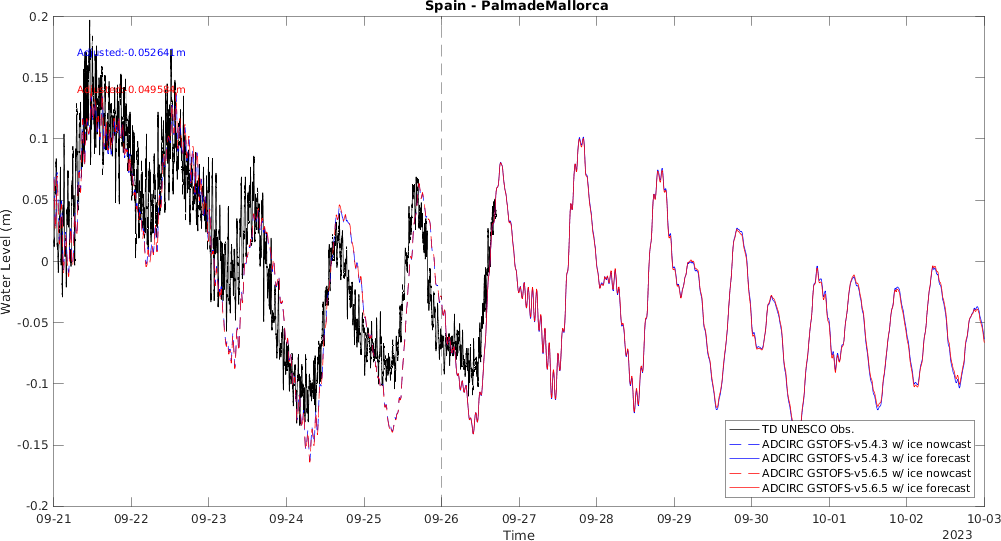 Spain - PalmadeMallorca
0.2
0.15
0.1
0.05
0
-0.05
-0.1
-0.15
-0.2
Water Level (m)
Adjusted:-0.052641m
TD UNESCO Obs.
ADCIRC GSTOFS-v5.4.3 w/ ice nowcast
ADCIRC GSTOFS-v5.4.3 w/ ice forecast
ADCIRC GSTOFS-v5.6.5 w/ ice nowcast
ADCIRC GSTOFS-v5.6.5 w/ ice forecast
09-21 09-22 09-23 09-24 09-25 09-26 09-27 09-28 09-29 09-30 10-01 10-02 10-03
Time
2023